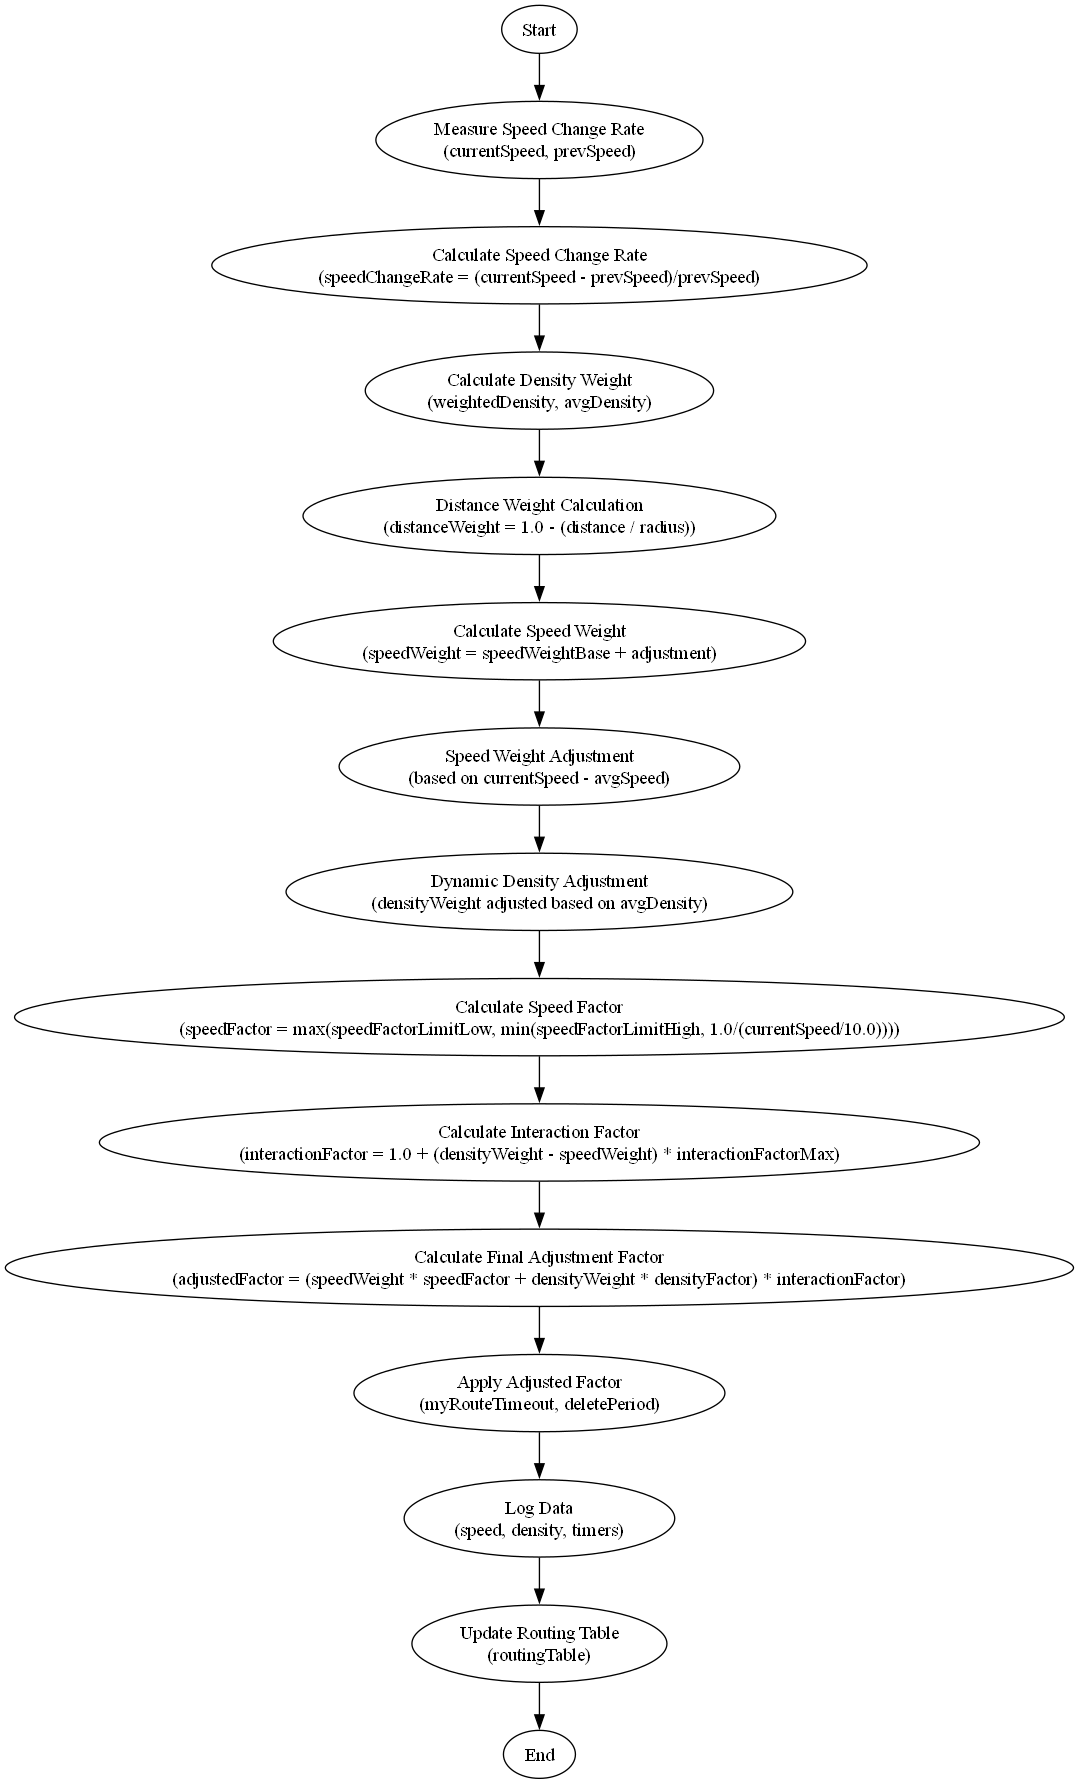 Start
Measure Speed Change Rate
(currentSpeed, prevSpeed)
Calculate Speed Change Rate
(speedChangeRate = (currentSpeed - prevSpeed)/prevSpeed)
Calculate Density Weight
(weightedDensity, avgDensity)
Distance Weight Calculation
(distanceWeight = 1.0 - (distance / radius))
Calculate Speed Weight
(speedWeight = speedWeightBase + adjustment)
Speed Weight Adjustment
(based on currentSpeed - avgSpeed)
Dynamic Density Adjustment
(densityWeight adjusted based on avgDensity)
Calculate Speed Factor
(speedFactor = max(speedFactorLimitLow, min(speedFactorLimitHigh, 1.0/(currentSpeed/10.0))))
Calculate Interaction Factor
(interactionFactor = 1.0 + (densityWeight - speedWeight) * interactionFactorMax)
Calculate Final Adjustment Factor
(adjustedFactor = (speedWeight * speedFactor + densityWeight * densityFactor) * interactionFactor)
Apply Adjusted Factor
(myRouteTimeout, deletePeriod)
Log Data
(speed, density, timers)
Update Routing Table
(routingTable)
End